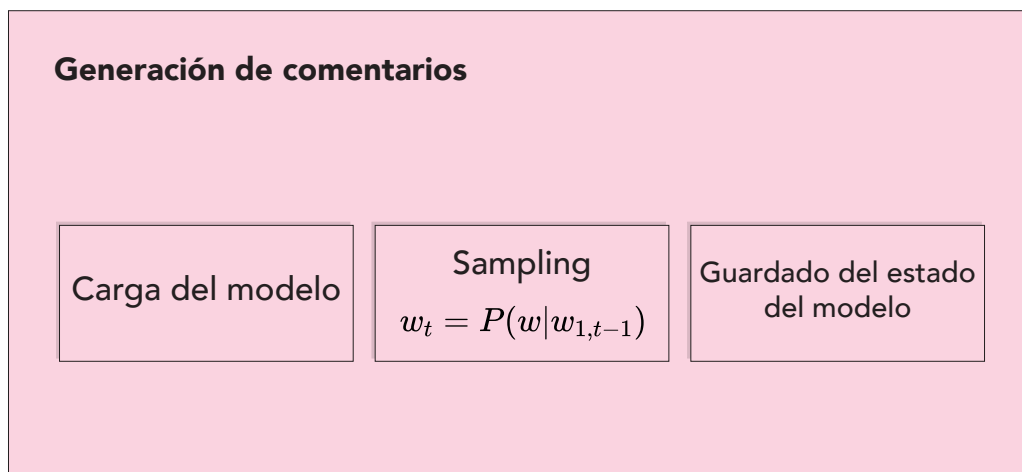 Generación de comentarios
Carga del modelo
Sampling
w_t = P(w|w_{1,t−1})
Guardado del estado
del modelo